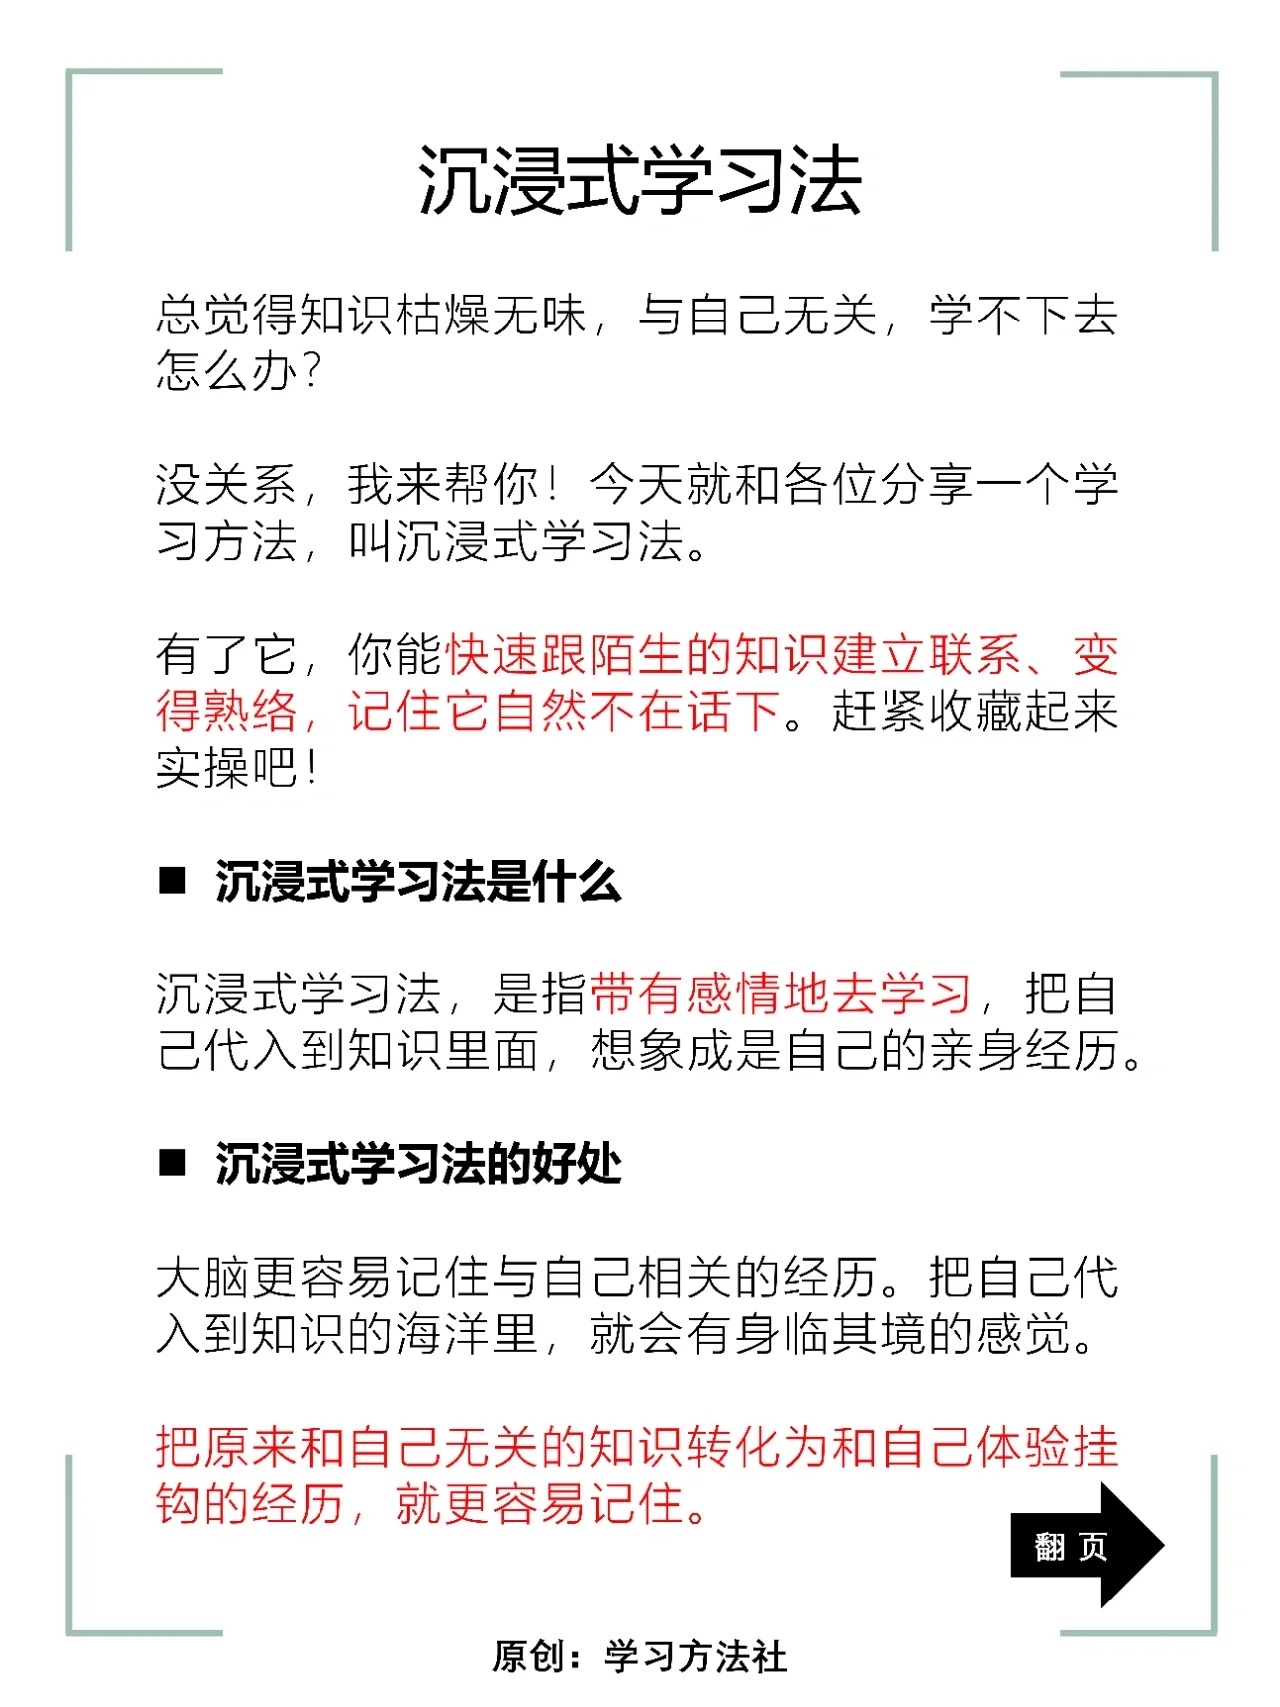 沉浸式学习法
总觉得知识枯燥无味，与自己无关，学不下去
怎么办？
没关系，我来帮你！今天就和各位分享一个学
习方法，叫沉浸式学习法。
有了它，你能快速跟陌生的知识建立联系、变
得熟络，记住它自然不在话下。赶紧收藏起来
实操吧！
■ 沉浸式学习法是什么
沉浸式学习法，是指带有感情地去学习，把自
己代入到知识里面，想象成是自己的亲身经历。
■ 沉浸式学习法的好处
大脑更容易记住与自己相关的经历。把自己代
入到知识的海洋里，就会有身临其境的感觉。
把原来和自己无关的知识转化为和自己体验挂
钩的经历，就更容易记住。
翻 页
原创：学习方法社